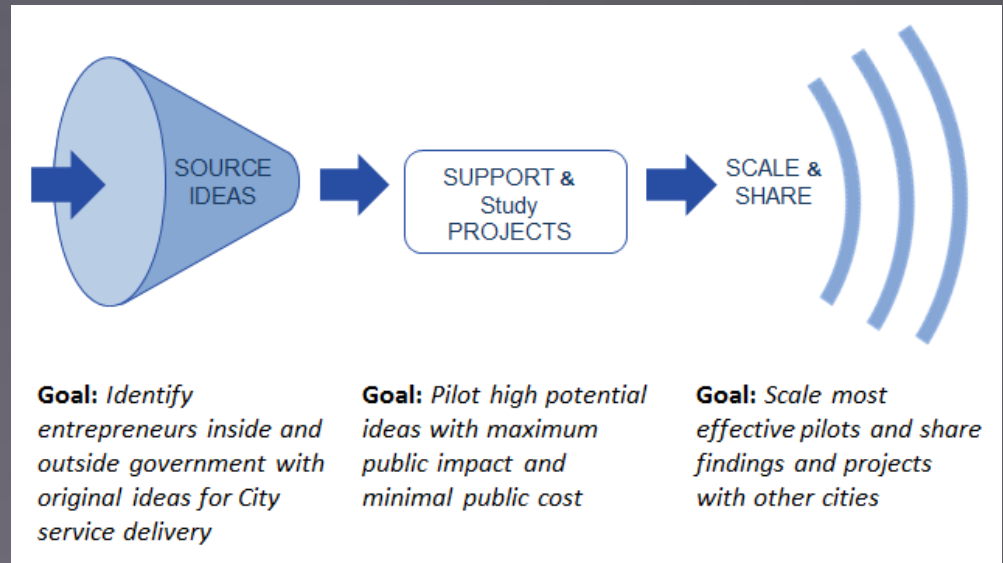 SOURCE
IDEAS
SUPPORT &
Study
PROJECTS
SCALE &
SHARE
Goal: Identify
entrepreneurs inside and
outside government with
original ideas for City
service delivery
Goal: Pilot high potential
ideas with maximum
public impact and
minimal public cost
Goal: Scale most
effective pilots and share
findings and projects
with other cities